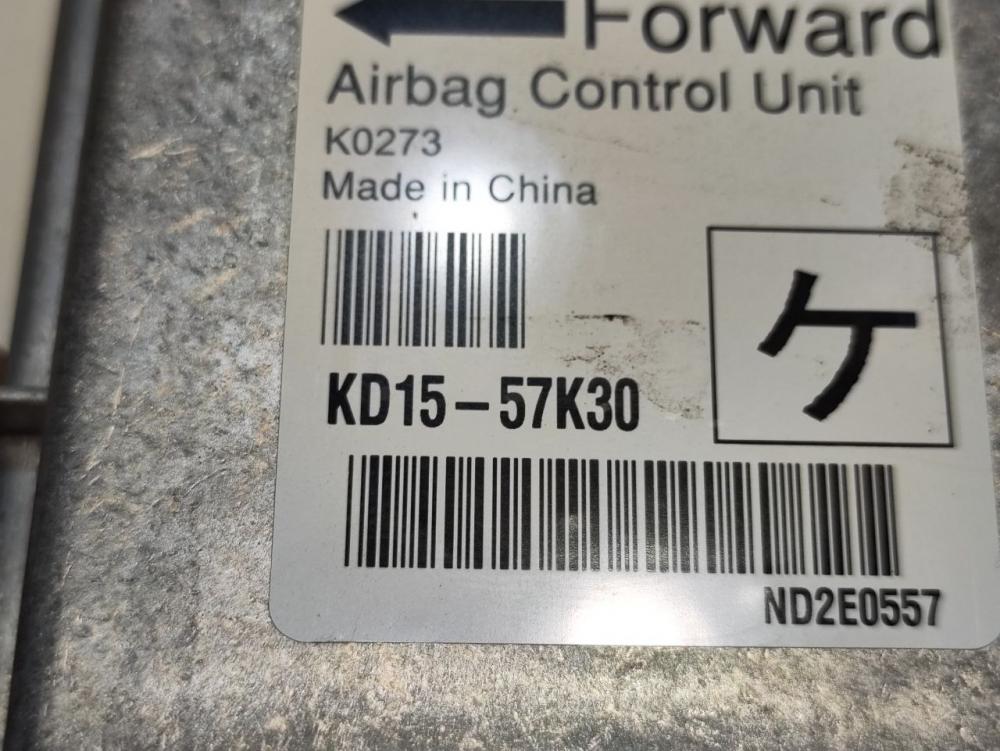 Forward
Airbag Control Unit
K0273
Made in China
ケ
KD15-57K30
ND2E0557